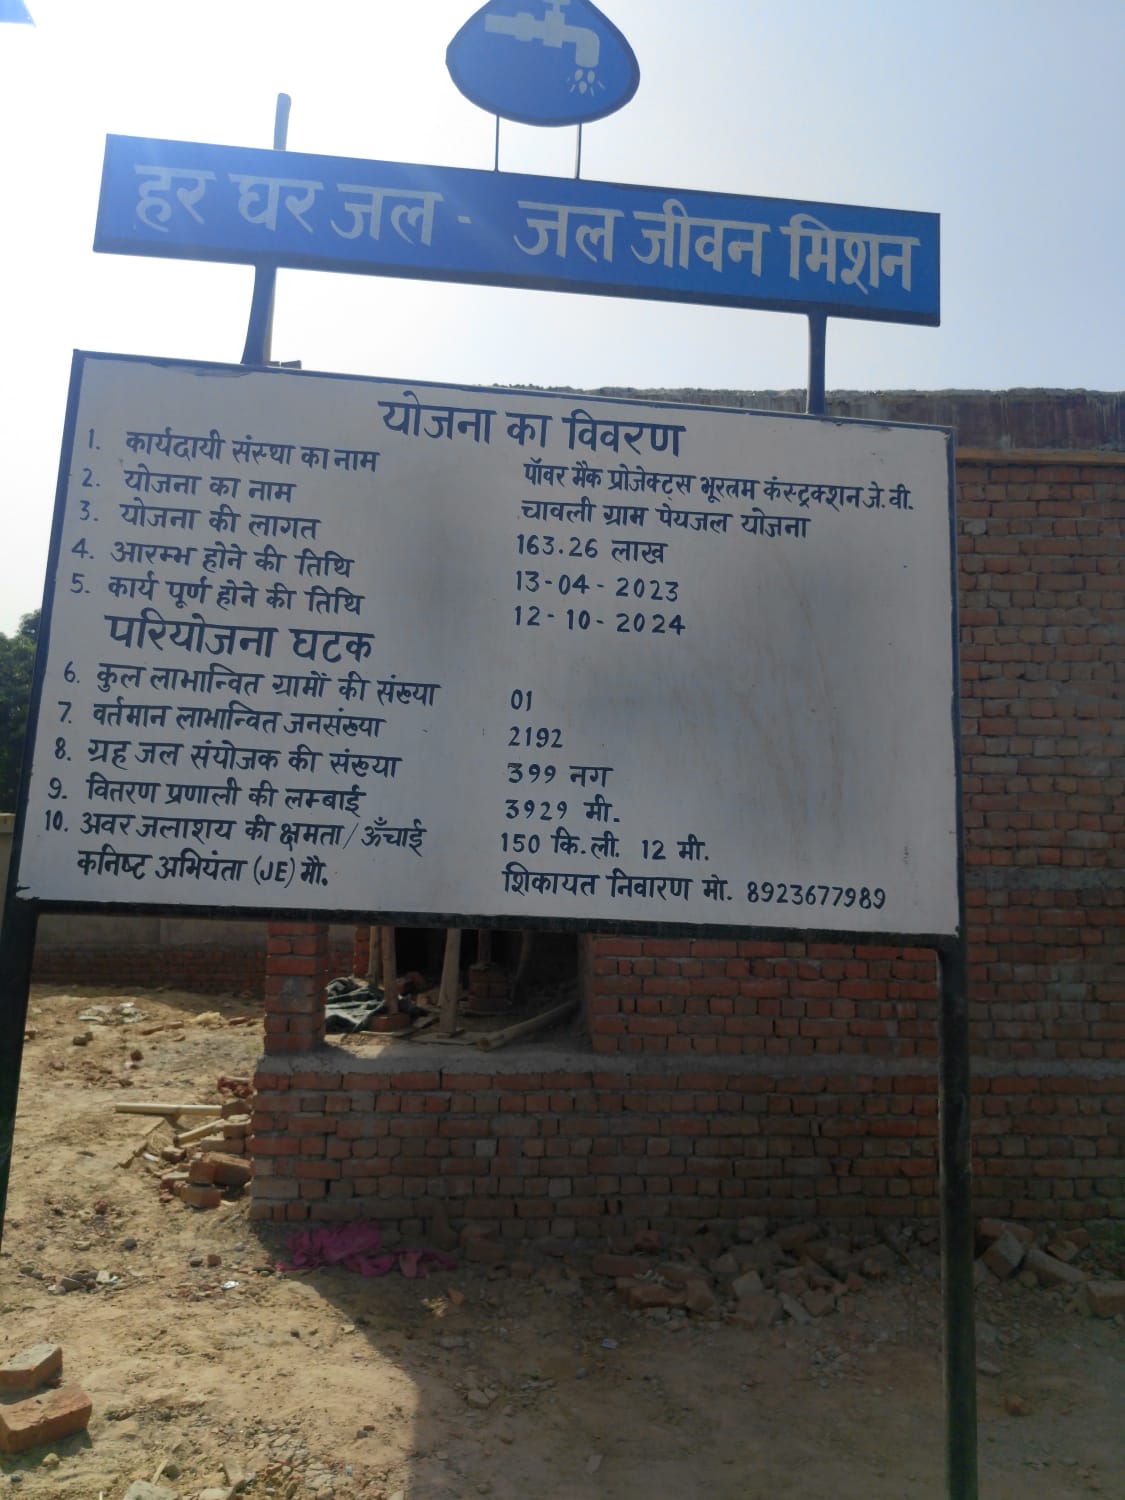 हर घर जल - जल जीवन मिशन
योजना का विवरण
1. कार्यदायी संस्था का नाम पॉवर मैक प्रोजेक्ट्स भूरत्नम कंस्ट्रक्शन जे.वी.
2. योजना का नाम चावली ग्राम पेयजल योजना
3. योजना की लागत 163.26 लाख
4. आरम्भ होने की तिथि 13-04-2023
5. कार्य पूर्ण होने की तिथि 12-10-2024
परियोजना घटक
6. कुल लाभान्वित ग्रामों की संख्या 01
7. वर्तमान लाभान्वित जनसंख्या 2192
8. ग्रह जल संयोजक की संख्या 399 नग
9. वितरण प्रणाली की लम्बाई 3929 मी.
10. अवर जलाशय की क्षमता/ऊँचाई 150 कि.ली. 12 मी.
कनिष्ट अभियंता (JE) मौ. शिकायत निवारण मो. 8923677989